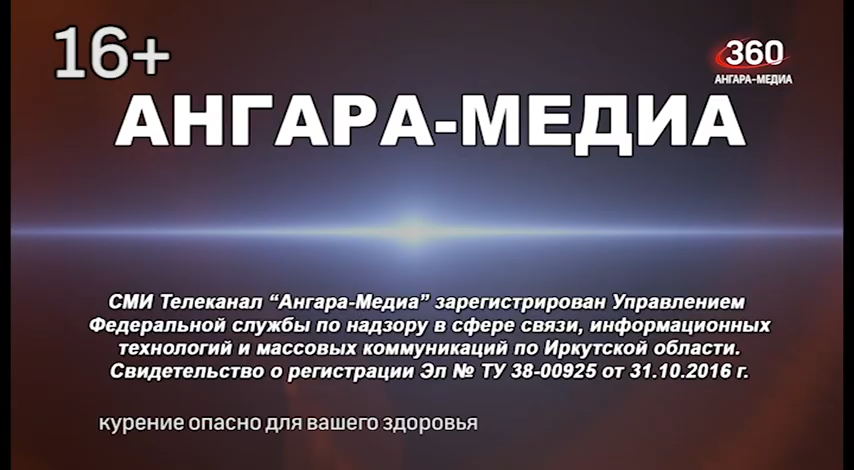 16+
360
АНГАРА-МЕДИА
АНГАРА-МЕДИА
СМИ Телеканал “Ангара-Медиа” зарегистрирован Управлением
Федеральной службы по надзору в сфере связи, информационных
технологий и массовых коммуникаций по Иркутской области.
Свидетельство о регистрации Эл № ТУ 38-00925 от 31.10.2016 г.
курение опасно для вашего здоровья